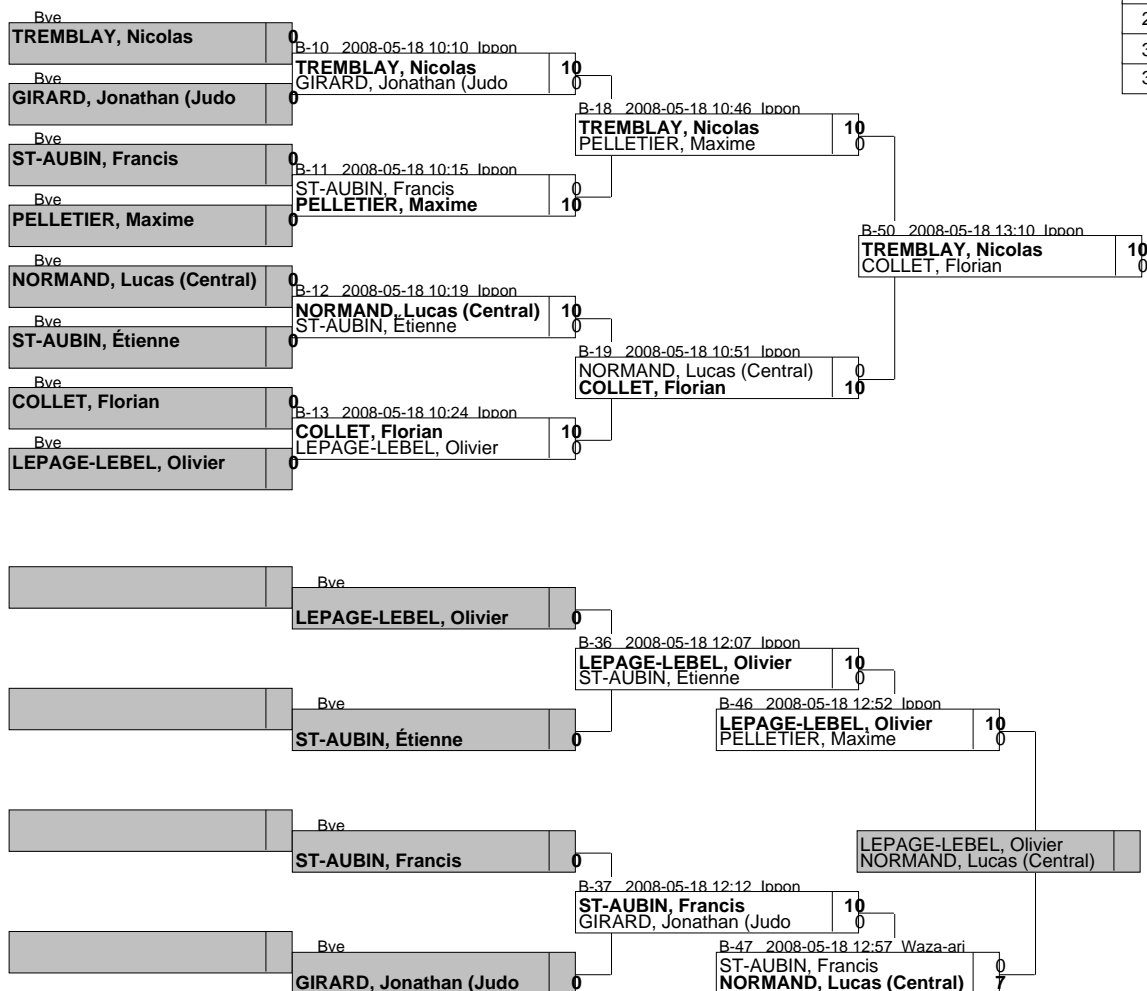 Bye
TREMBLAY, Nicolas 0
Bye
GIRARD, Jonathan (Judo 0
Bye
ST-AUBIN, Francis 0
Bye
PELLETIER, Maxime 0
Bye
NORMAND, Lucas (Central) 0
Bye
ST-AUBIN, Étienne 0
Bye
COLLET, Florian 0
Bye
LEPAGE-LEBEL, Olivier 0
B-10 2008-05-18 10:10 Ippon
TREMBLAY, Nicolas 10
GIRARD, Jonathan (Judo 0
B-11 2008-05-18 10:15 Ippon
ST-AUBIN, Francis 0
PELLETIER, Maxime 10
B-12 2008-05-18 10:19 Ippon
NORMAND, Lucas (Central) 10
ST-AUBIN, Étienne 0
B-13 2008-05-18 10:24 Ippon
COLLET, Florian 10
LEPAGE-LEBEL, Olivier 0
B-18 2008-05-18 10:46 Ippon
TREMBLAY, Nicolas 10
PELLETIER, Maxime 0
B-19 2008-05-18 10:51 Ippon
NORMAND, Lucas (Central) 0
COLLET, Florian 10
B-50 2008-05-18 13:10 Ippon
TREMBLAY, Nicolas 10
COLLET, Florian 0
2
3
3
Bye
LEPAGE-LEBEL, Olivier 0
Bye
ST-AUBIN, Étienne 0
Bye
ST-AUBIN, Francis 0
Bye
GIRARD, Jonathan (Judo 0
B-36 2008-05-18 12:07 Ippon
LEPAGE-LEBEL, Olivier 10
ST-AUBIN, Étienne 0
B-37 2008-05-18 12:12 Ippon
ST-AUBIN, Francis 10
GIRARD, Jonathan (Judo 0
B-46 2008-05-18 12:52 Ippon
LEPAGE-LEBEL, Olivier 10
PELLETIER, Maxime 0
B-47 2008-05-18 12:57 Waza-ari
ST-AUBIN, Francis 0
NORMAND, Lucas (Central) 7
LEPAGE-LEBEL, Olivier
NORMAND, Lucas (Central)